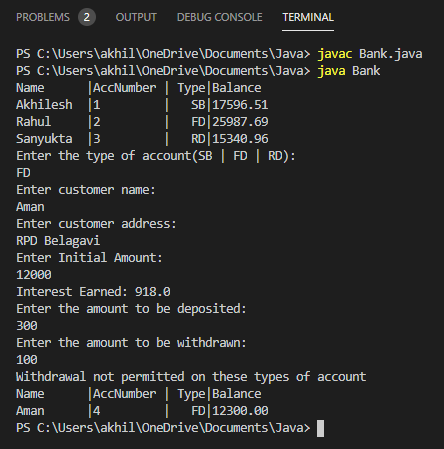 PROBLEMS 2 OUTPUT DEBUG CONSOLE TERMINAL
PS C:\Users\akhil\OneDrive\Documents\Java> javac Bank.java
PS C:\Users\akhil\OneDrive\Documents\Java> java Bank
Name      |AccNumber | Type|Balance
Akhilesh  |1         |   SB|17596.51
Rahul     |2         |   FD|25987.69
Sanyukta  |3         |   RD|15340.96
Enter the type of account(SB | FD | RD):
FD
Enter customer name:
Aman
Enter customer address:
RPD Belagavi
Enter Initial Amount:
12000
Interest Earned: 918.0
Enter the amount to be deposited:
300
Enter the amount to be withdrawn:
100
Withdrawal not permitted on these types of account
Name      |AccNumber | Type|Balance
Aman      |4         |   FD|12300.00
PS C:\Users\akhil\OneDrive\Documents\Java>